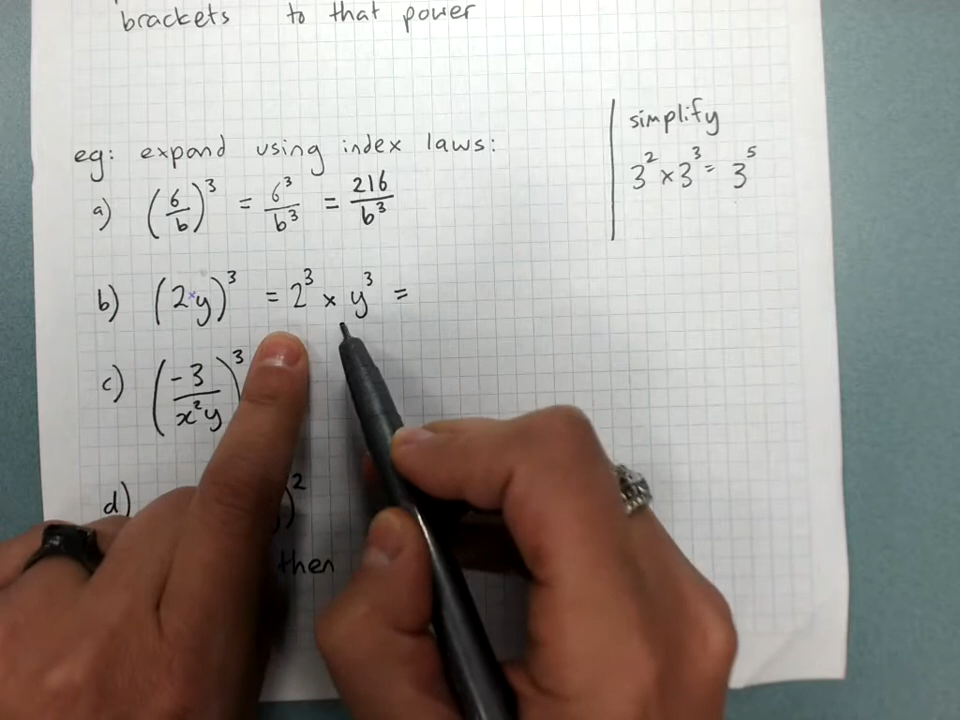 brackets to that power
simplify
3² × 3³ = 3⁵
eg: expand using index laws:
a) (6/b)³ = 6³/b³ = 216/b³
b) (2×y)³ = 2³ × y³ =
c) (-3/x²y)³
d) )²
then